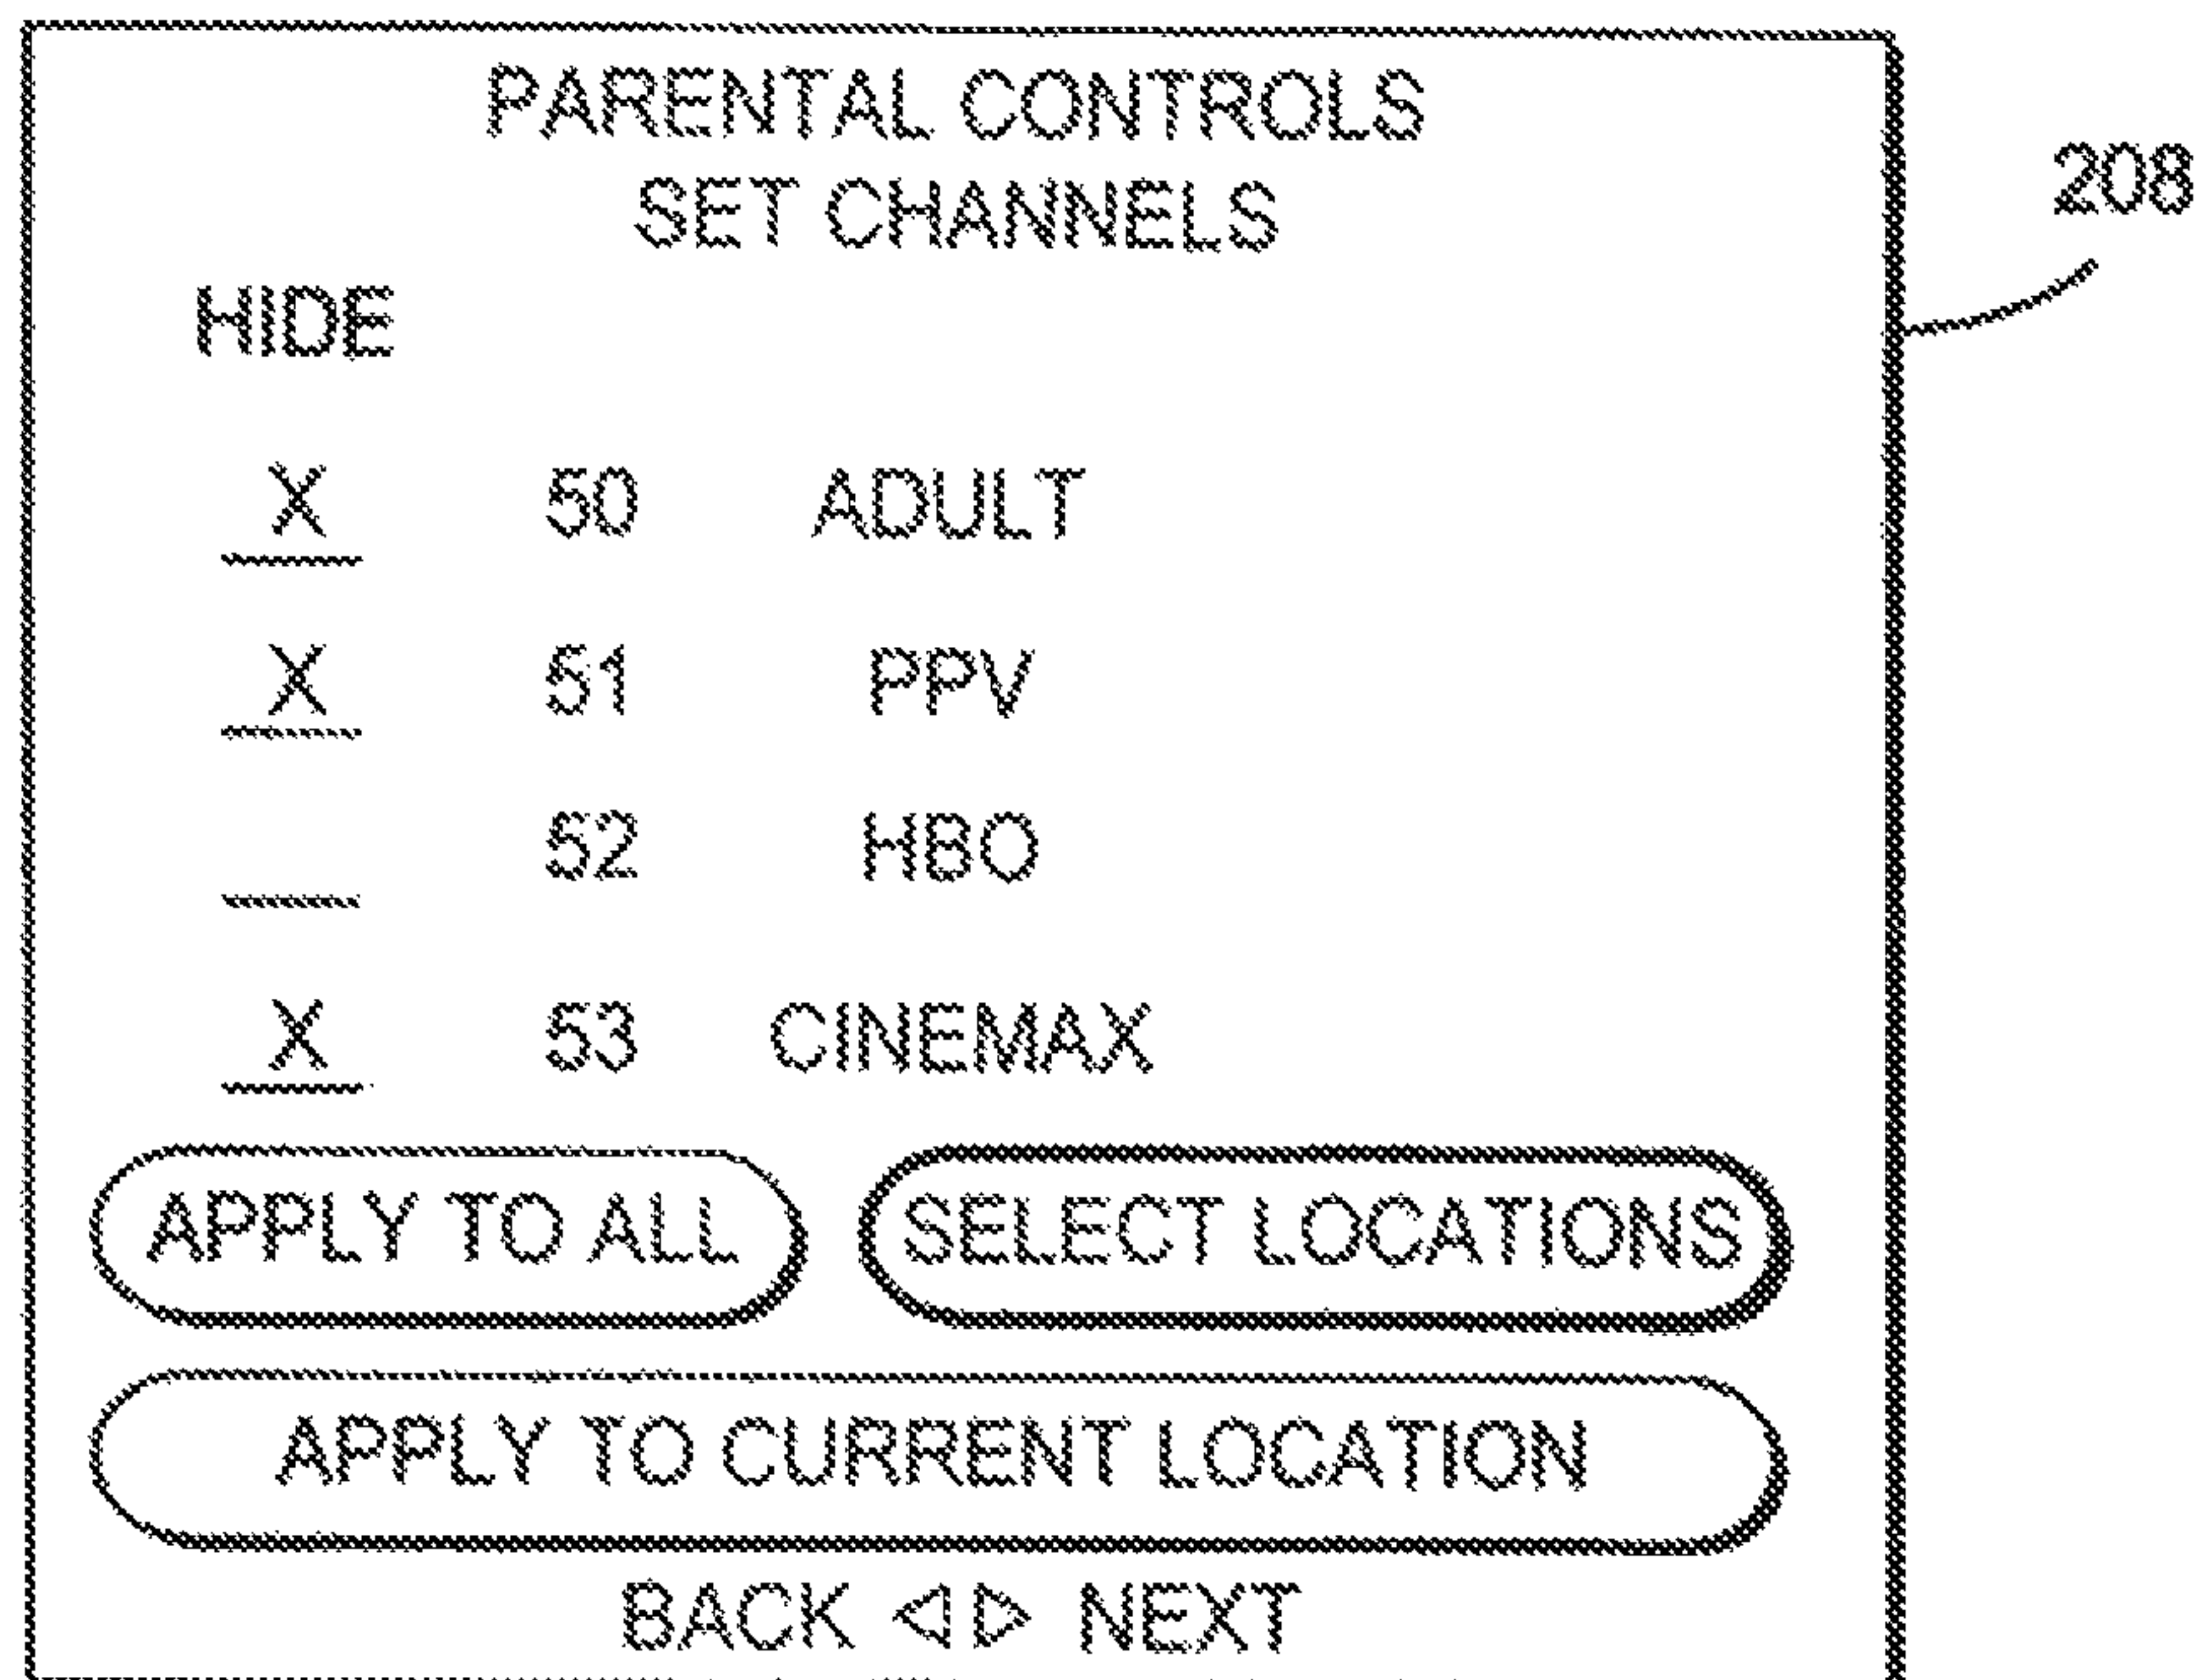 PARENTAL CONTROLS
SET CHANNELS
208
HIDE
X 50 ADULT
X 51 PPV
52 HBO
X 53 CINEMAX
APPLY TO ALL SELECT LOCATIONS
APPLY TO CURRENT LOCATION
BACK ◁ ▷ NEXT